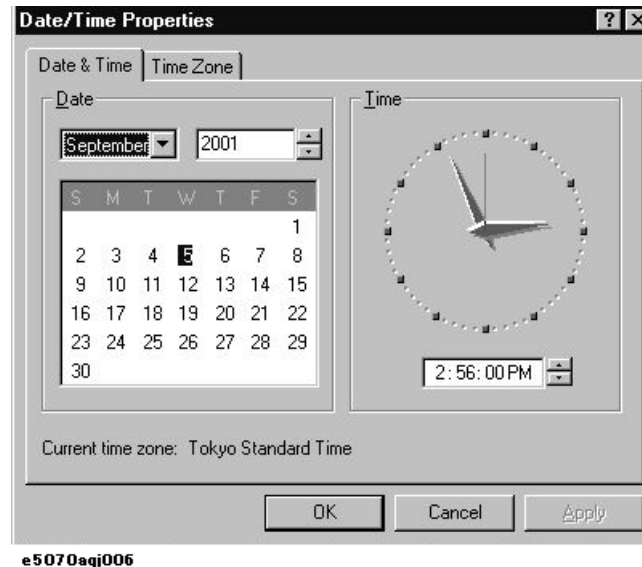 Date/Time Properties
Date & Time
Time Zone
Date
Time
September
2001
S M T W T F S
1
2 3 4 5 6 7 8
9 10 11 12 13 14 15
16 17 18 19 20 21 22
23 24 25 26 27 28 29
30
2:56:00 PM
Current time zone: Tokyo Standard Time
OK
Cancel
Apply
e5070aqj006